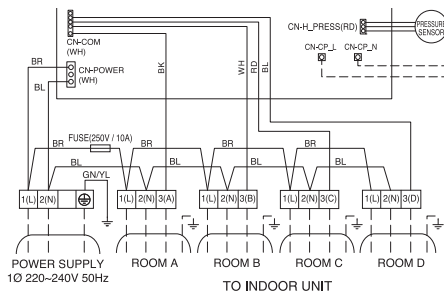 CN-COM
(WH)
CN-H_PRESS(RD)
PRESSURE
SENSOR
CN-CP_L
CN-CP_N
BR
CN-POWER
(WH)
BL
BK
WH
RD
BL
FUSE(250V / 10A)
BR
BR
BR
BR
BL
BL
BL
BL
GN/YL
1(L) 2(N)
1(L) 2(N) 3(A)
1(L) 2(N) 3(B)
1(L) 2(N) 3(C)
1(L) 2(N) 3(D)
POWER SUPPLY
1Ø 220~240V 50Hz
ROOM A
ROOM B
ROOM C
ROOM D
TO INDOOR UNIT